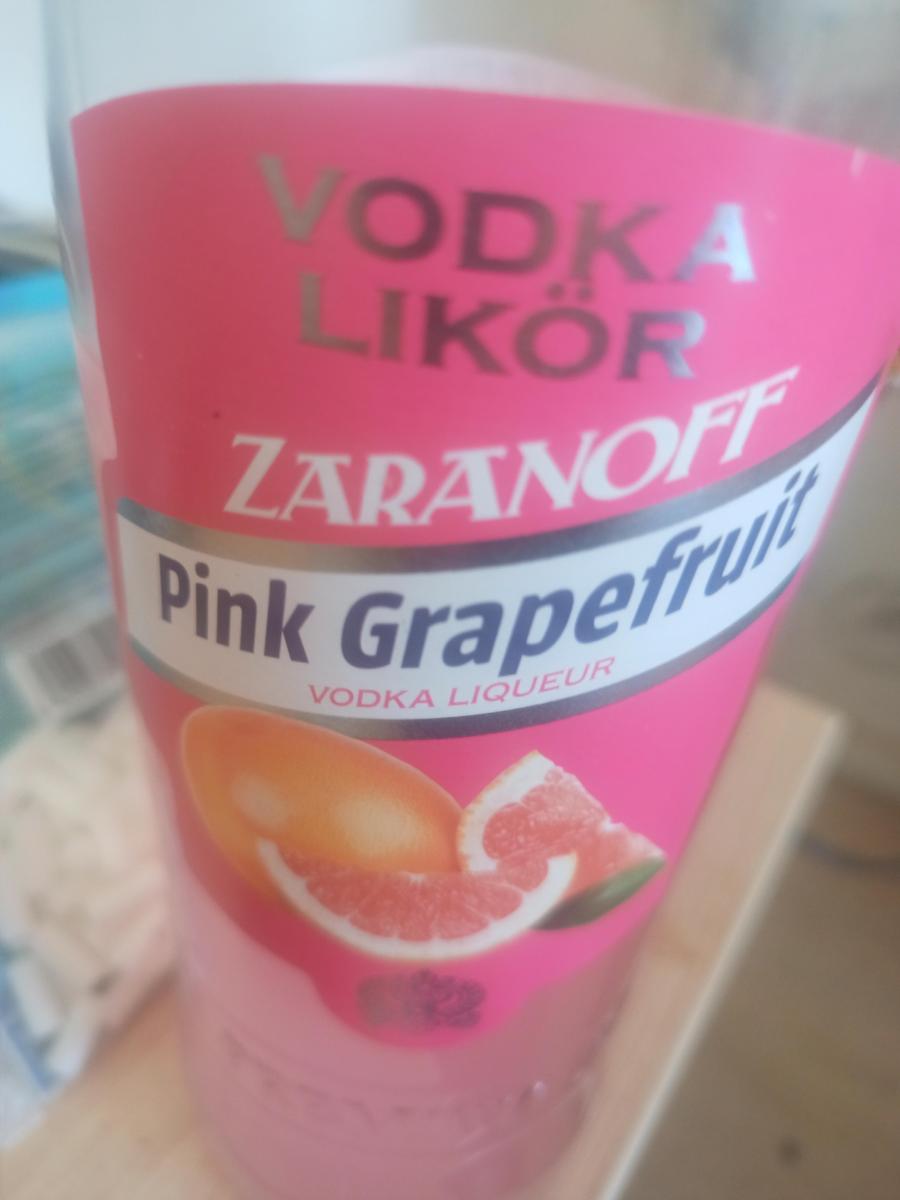 VODKA
LIKÖR
ZARANOFF
Pink Grapefruit
VODKA LIQUEUR